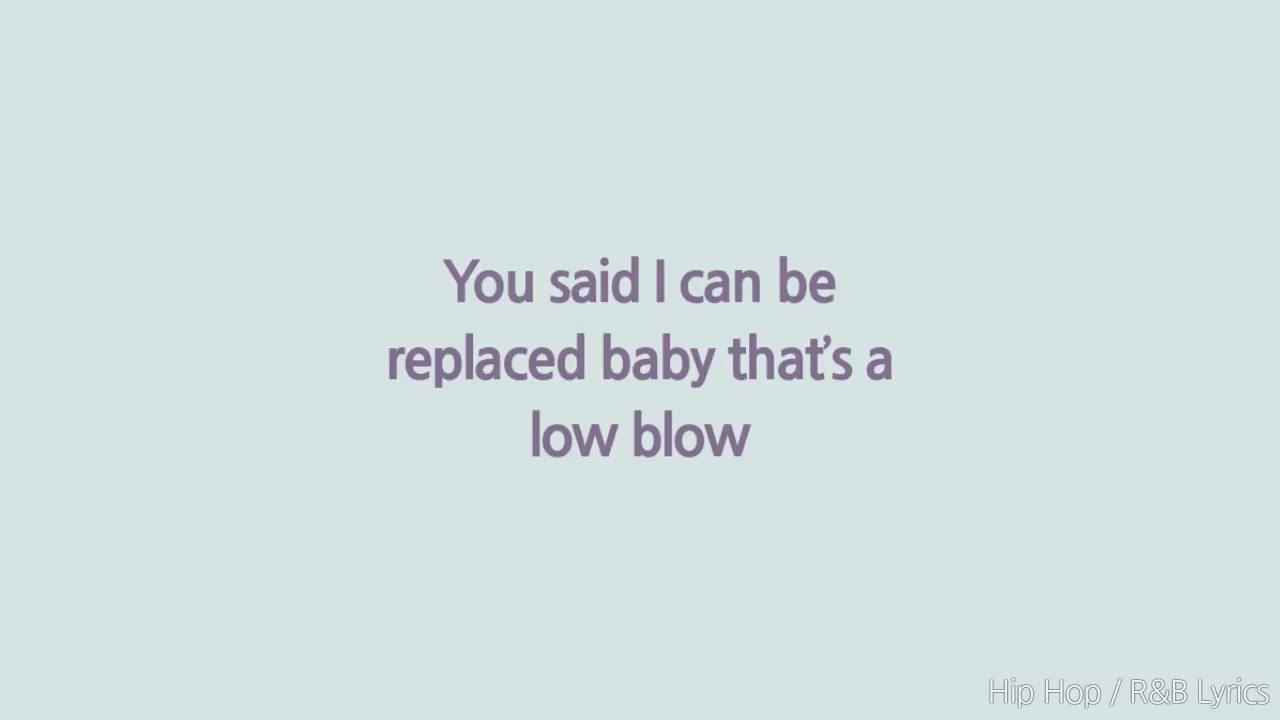 You said I can be
replaced baby that’s a
low blow
Hip Hop / R&B Lyrics